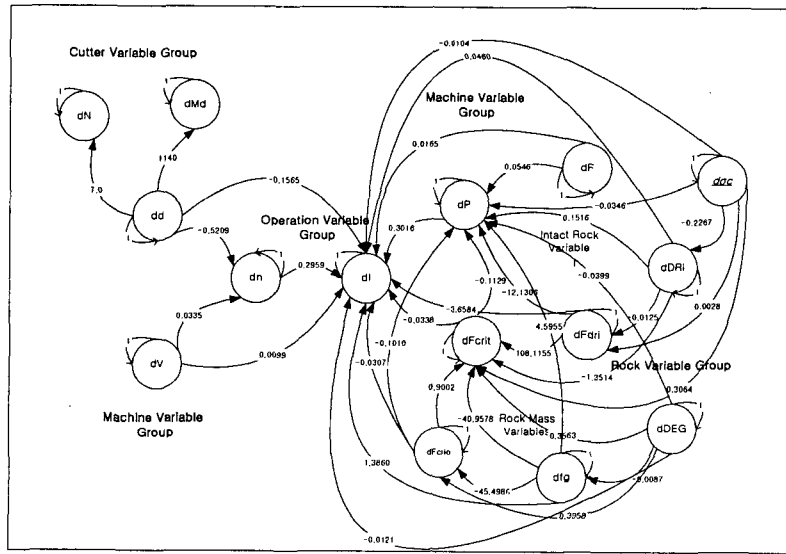 Cutter Variable Group
dN
dMd
7,0
1140
dd
-0,1565
-0,5209
Operation Variable
Group
dn
0,2959
dI
0,0335
dV
0,0099
Machine Variable
Group
-0,0104
0,0460
Machine Variable
Group
0,0165
dF
0,0546
dP
dσc
-0,0346
0,3016
0,1516
-0,2267
Intact Rock
Variable
-0,0399
dDRi
-0,1129
-12,1306
-3,6584
-0,0125
0,0028
-0,0338
4,5955
dFcrit
108,1155
dFdri
-0,1010
-0,0307
-1,3514
Rock Variable Group
0,3064
0,9002
-40,9578
Rock Mass
Variable
0,3563
dDEG
dFcrio
dfg
1,3860
-45,4986
-0,0087
0,3958
-0,0121